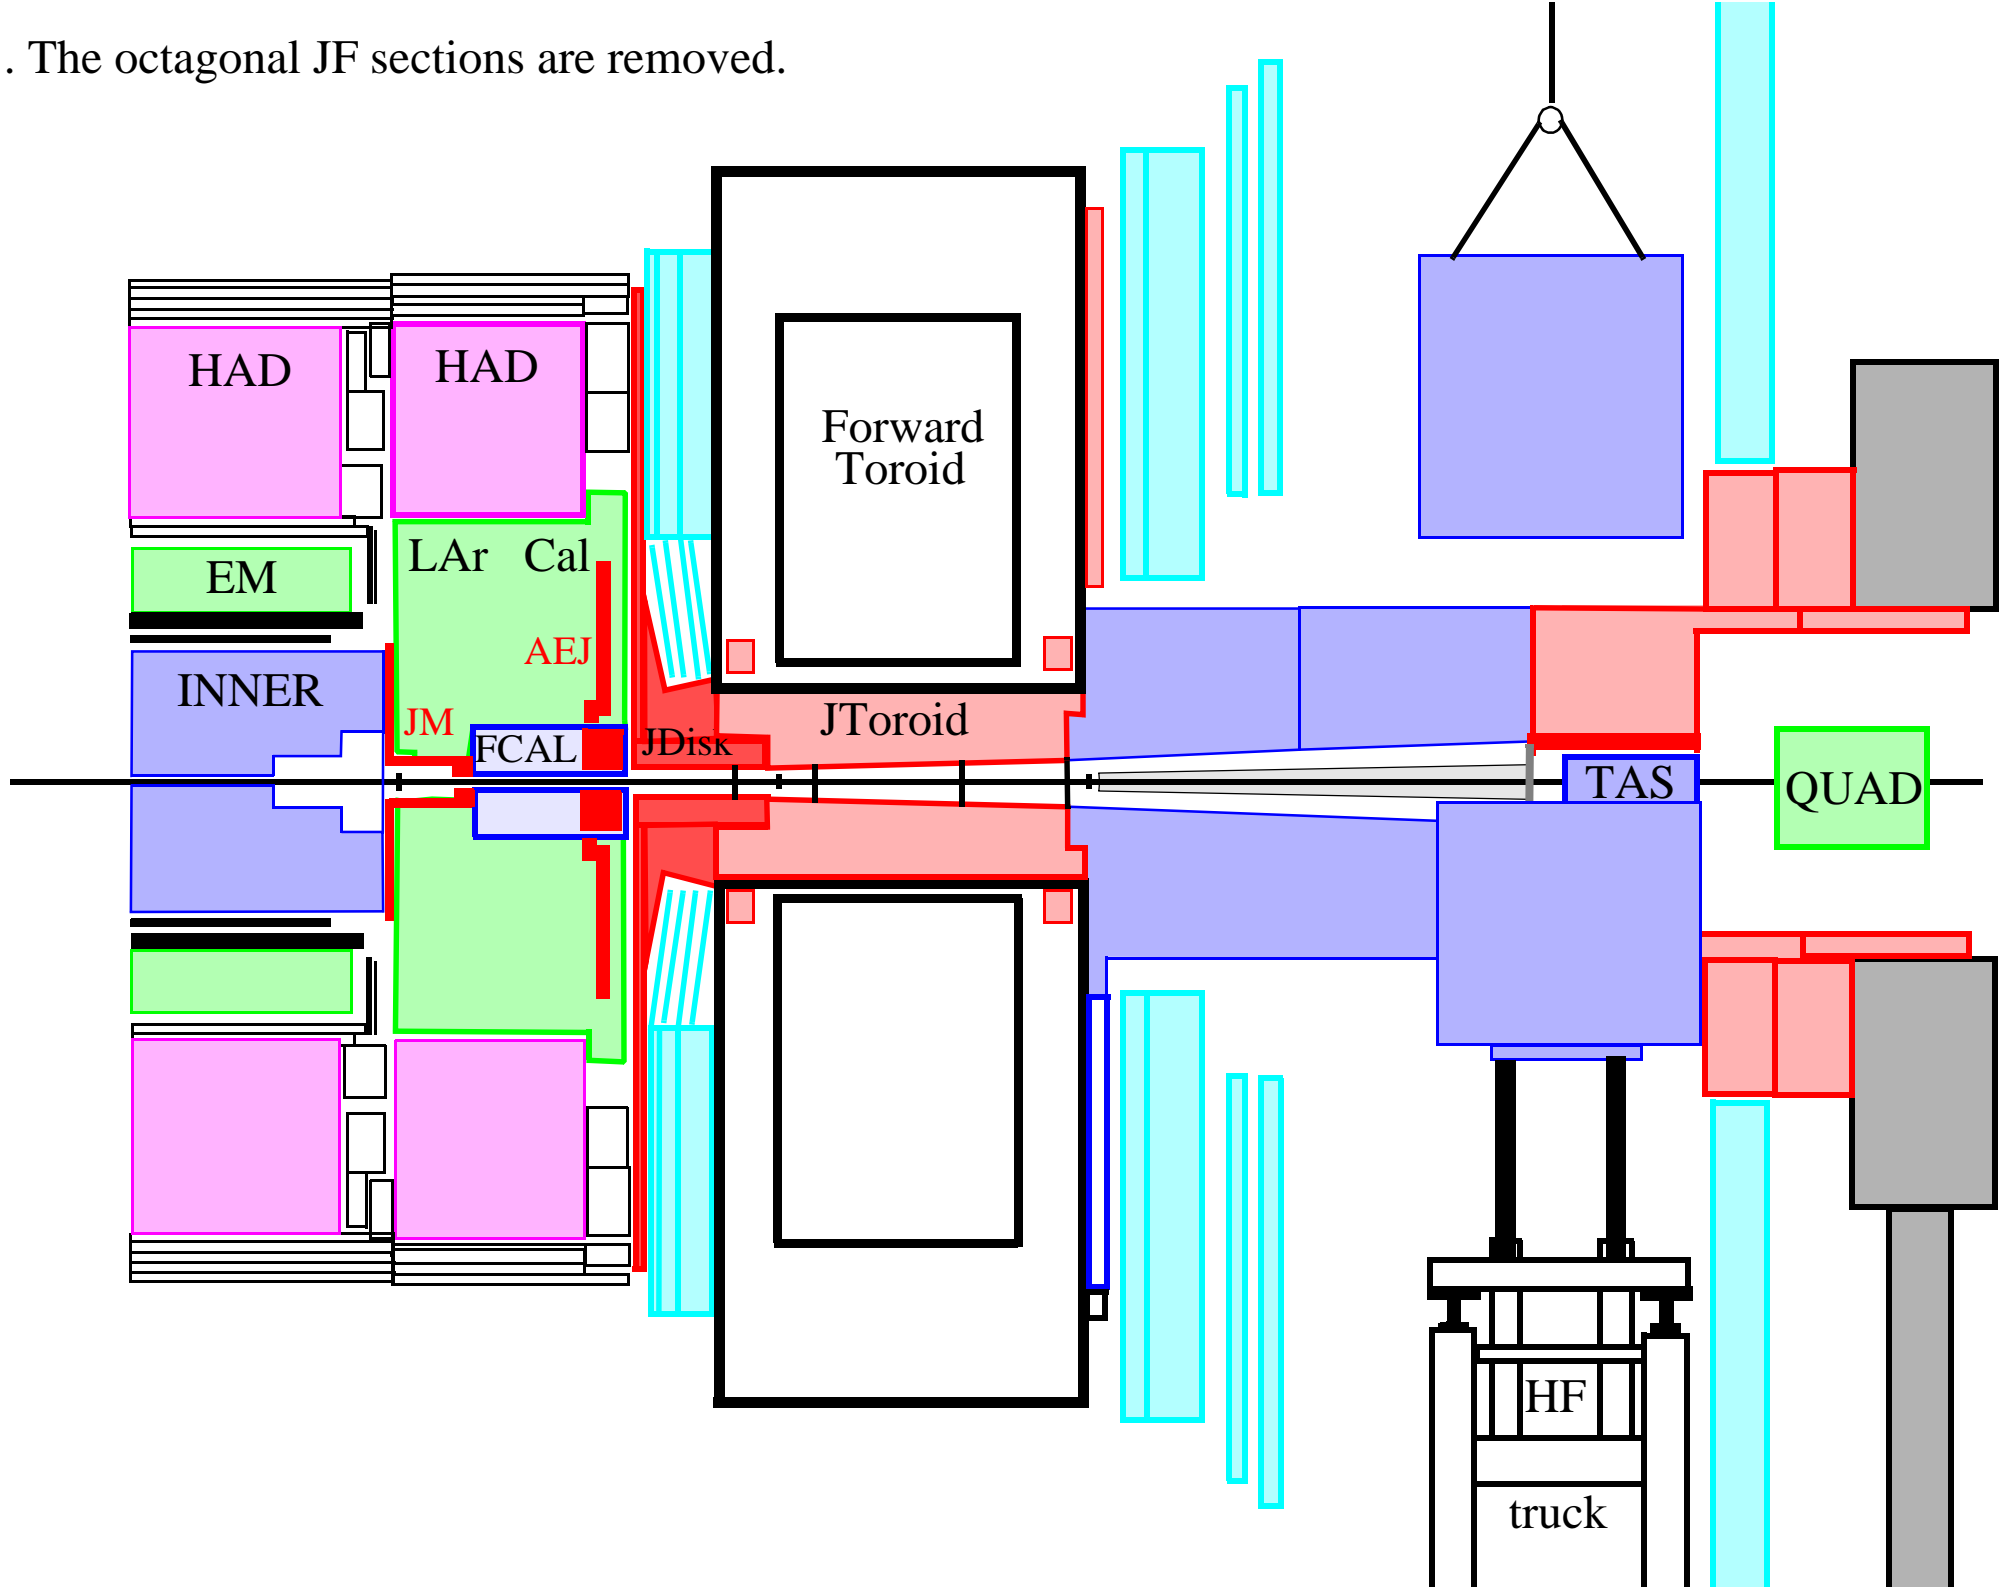 . The octagonal JF sections are removed.
HAD
HAD
Forward
Toroid
LAr Cal
EM
AEJ
INNER
JM
JToroid
FCAL
JDisk
TAS
QUAD
HF
truck